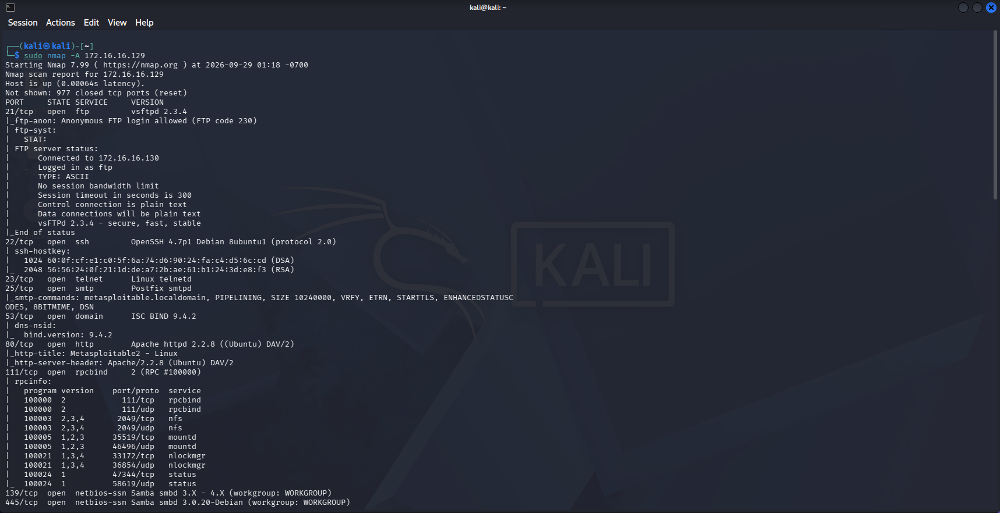 kali@kali: ~
Session Actions Edit View Help
┌──(kali㉿kali)-[~]
└─$ sudo nmap -A 172.16.16.129
Starting Nmap 7.99 ( https://nmap.org ) at 2026-09-29 01:18 -0700
Nmap scan report for 172.16.16.129
Host is up (0.00064s latency).
Not shown: 977 closed tcp ports (reset)
PORT     STATE SERVICE     VERSION
21/tcp   open  ftp         vsftpd 2.3.4
|_ftp-anon: Anonymous FTP login allowed (FTP code 230)
| ftp-syst:
|   STAT:
| FTP server status:
|      Connected to 172.16.16.130
|      Logged in as ftp
|      TYPE: ASCII
|      No session bandwidth limit
|      Session timeout in seconds is 300
|      Control connection is plain text
|      Data connections will be plain text
|      vsFTPd 2.3.4 - secure, fast, stable
|_End of status
22/tcp   open  ssh         OpenSSH 4.7p1 Debian 8ubuntu1 (protocol 2.0)
| ssh-hostkey:
|   1024 60:0f:cf:e1:c0:5f:6a:74:d6:90:24:fa:c4:d5:6c:cd (DSA)
|_  2048 56:56:24:0f:21:1d:de:a7:2b:ae:61:b1:24:3d:e8:f3 (RSA)
23/tcp   open  telnet      Linux telnetd
25/tcp   open  smtp        Postfix smtpd
|_smtp-commands: metasploitable.localdomain, PIPELINING, SIZE 10240000, VRFY, ETRN, STARTTLS, ENHANCEDSTATUSC
ODES, 8BITMIME, DSN
53/tcp   open  domain      ISC BIND 9.4.2
| dns-nsid:
|_  bind.version: 9.4.2
80/tcp   open  http        Apache httpd 2.2.8 ((Ubuntu) DAV/2)
|_http-title: Metasploitable2 - Linux
|_http-server-header: Apache/2.2.8 (Ubuntu) DAV/2
111/tcp  open  rpcbind     2 (RPC #100000)
| rpcinfo:
|   program version    port/proto  service
|   100000  2            111/tcp   rpcbind
|   100000  2            111/udp   rpcbind
|   100003  2,3,4       2049/tcp   nfs
|   100003  2,3,4       2049/udp   nfs
|   100005  1,2,3      35519/tcp   mountd
|   100005  1,2,3      46496/udp   mountd
|   100021  1,3,4      33172/tcp   nlockmgr
|   100021  1,3,4      36854/udp   nlockmgr
|   100024  1          47344/tcp   status
|_  100024  1          58619/udp   status
139/tcp  open  netbios-ssn Samba smbd 3.X - 4.X (workgroup: WORKGROUP)
445/tcp  open  netbios-ssn Samba smbd 3.0.20-Debian (workgroup: WORKGROUP)
KALI